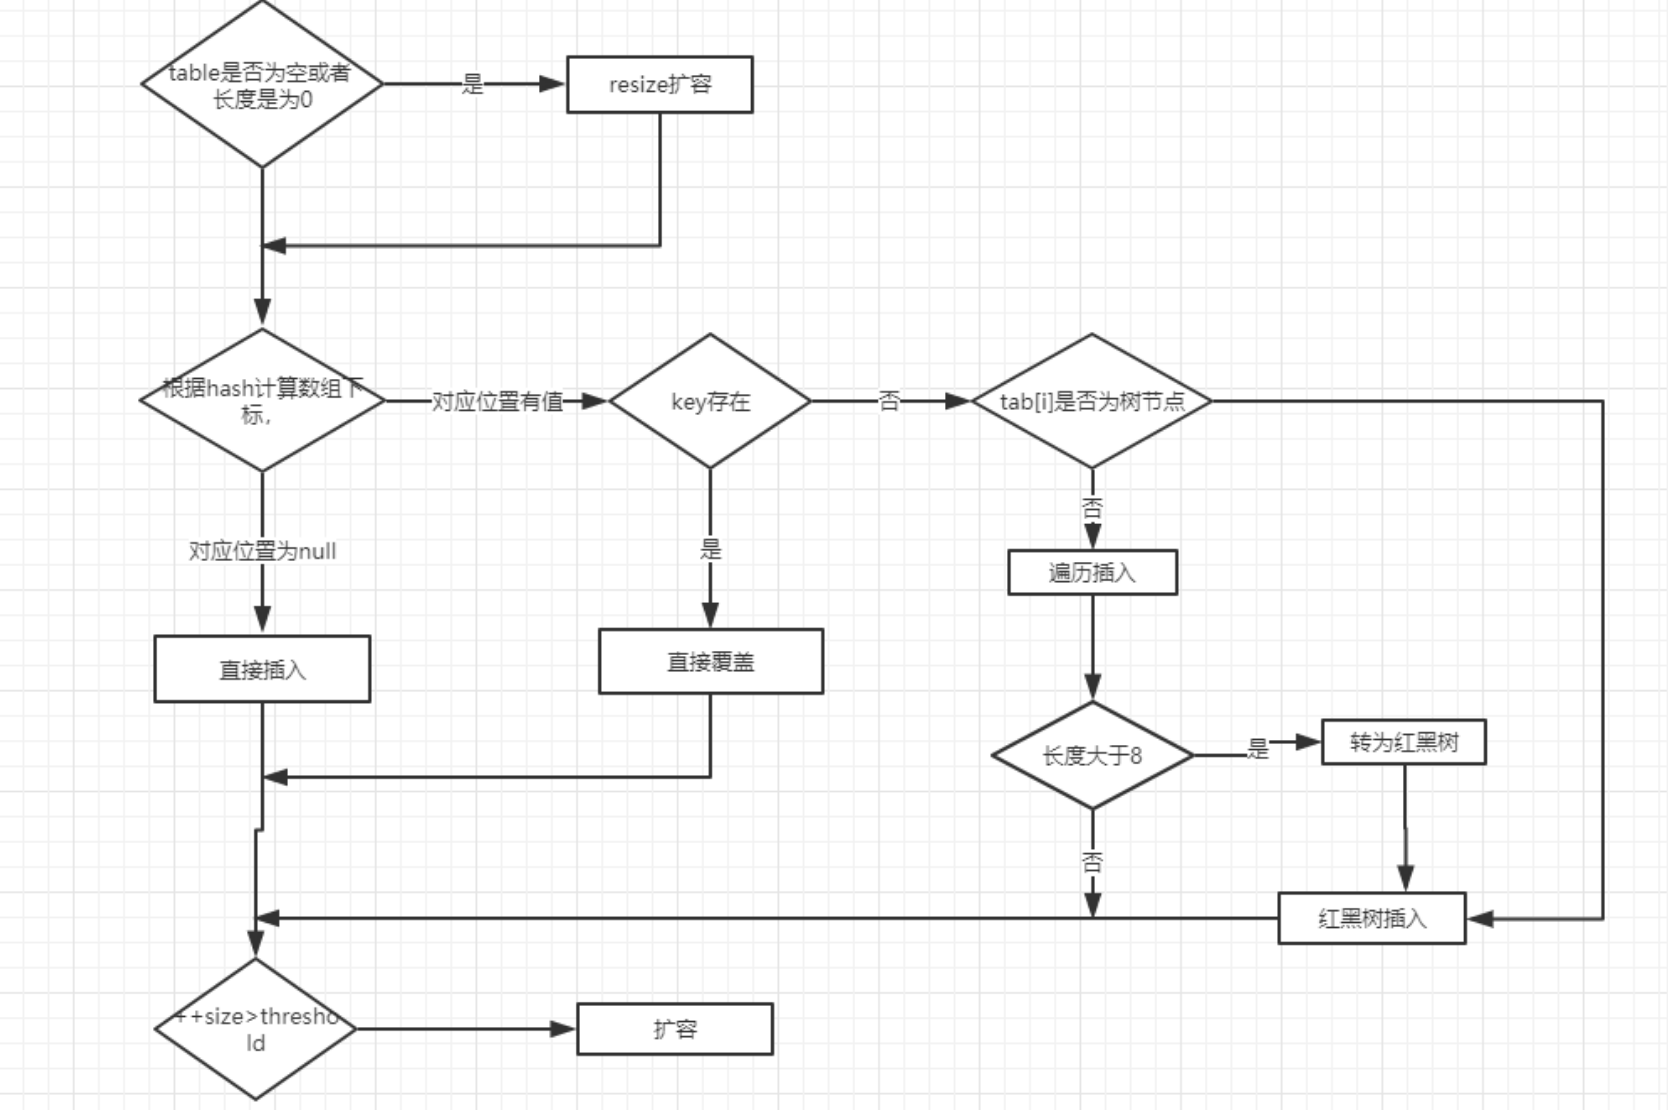 table是否为空或者
长度是为0
是
resize扩容
根据hash计算数组下
标，
对应位置有值
key存在
否
tab[i]是否为树节点
否
对应位置为null
是
遍历插入
直接插入
直接覆盖
长度大于8
是
转为红黑树
否
红黑树插入
++size>thresho
ld
扩容